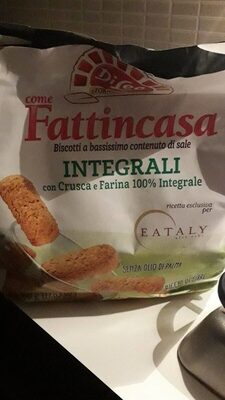 come
Fattincasa
Biscotti a bassissimo contenuto di sale
INTEGRALI
con Crusca e Farina 100% Integrale
ricetta esclusiva
per
EATALY
SENZA OLIO DI PALMA